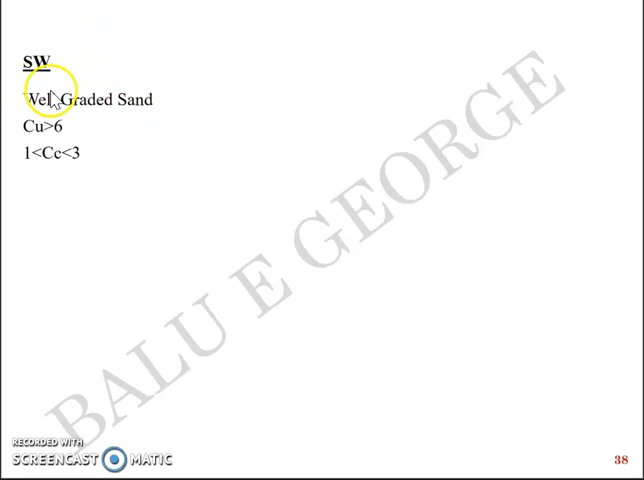 SW
Well Graded Sand
Cu>6
1<Cc<3
BALU E GEORGE
RECORDED WITH
SCREENCAST MATIC
38